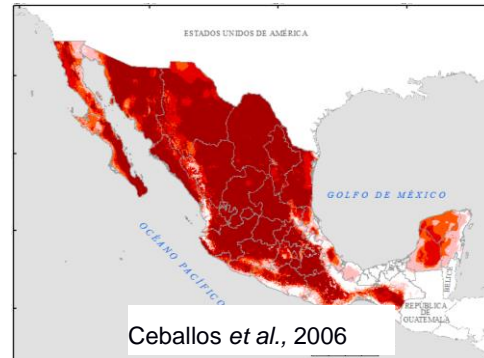 ESTADOS UNIDOS DE AMÉRICA
GOLFO DE MÉXICO
OCÉANO PACÍFICO
BELICE
REPÚBLICA
DE
GUATEMALA
Ceballos et al., 2006